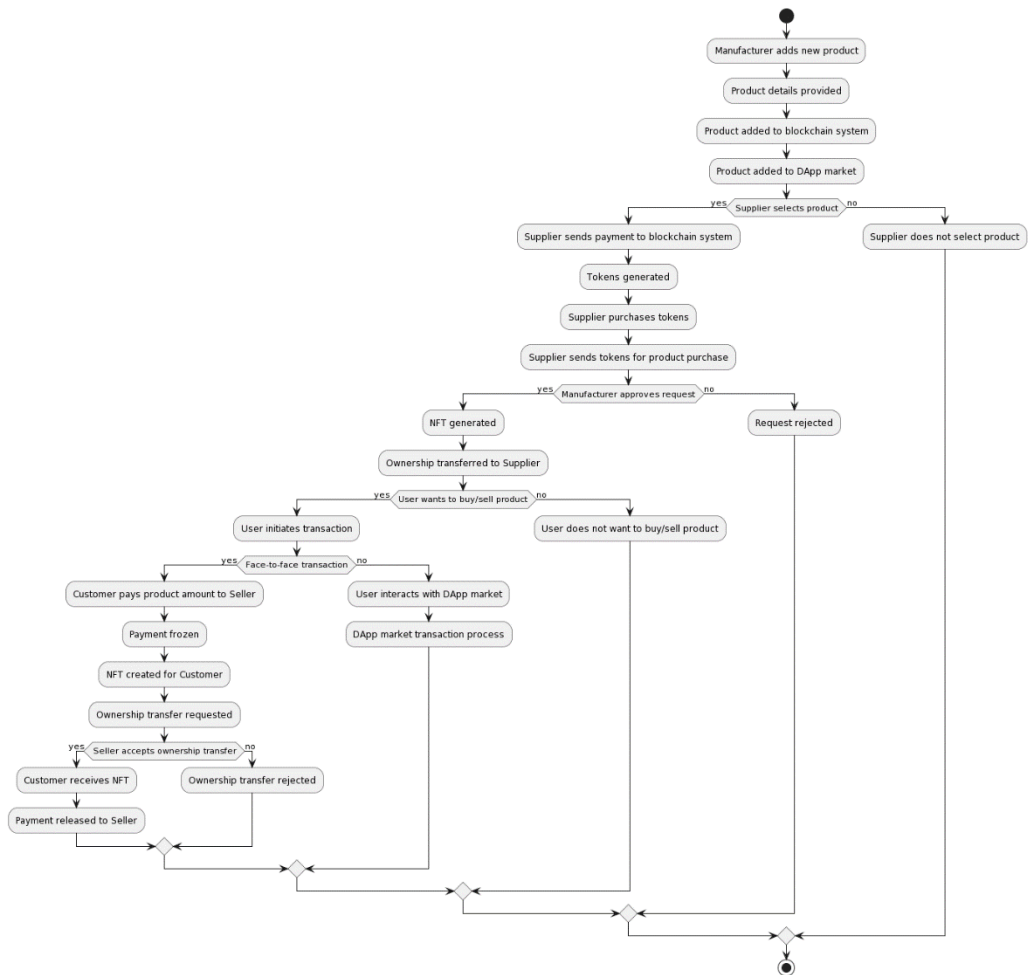 Manufacturer adds new product
Product details provided
Product added to blockchain system
Product added to DApp market
yes
Supplier selects product
no
Supplier sends payment to blockchain system
Supplier does not select product
Tokens generated
Supplier purchases tokens
Supplier sends tokens for product purchase
yes
Manufacturer approves request
no
NFT generated
Request rejected
Ownership transferred to Supplier
yes
User wants to buy/sell product
no
User initiates transaction
User does not want to buy/sell product
yes
Face-to-face transaction
no
Customer pays product amount to Seller
User interacts with DApp market
Payment frozen
DApp market transaction process
NFT created for Customer
Ownership transfer requested
yes
Seller accepts ownership transfer
no
Customer receives NFT
Ownership transfer rejected
Payment released to Seller